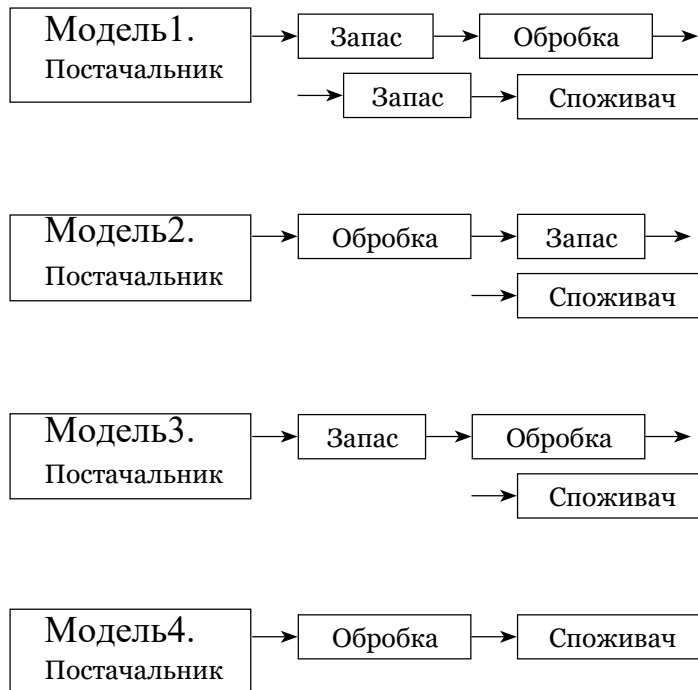 Модель1.
Постачальник
Запас
Обробка
Запас
Споживач
Модель2.
Постачальник
Обробка
Запас
Споживач
Модель3.
Постачальник
Запас
Обробка
Споживач
Модель4.
Постачальник
Обробка
Споживач